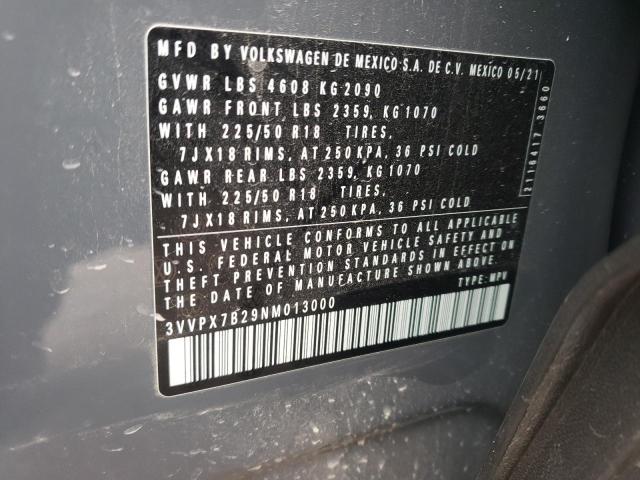 MFD BY VOLKSWAGEN DE MEXICO S.A. DE C.V. MEXICO 05/21
GVWR LBS 4608 KG 2090
GAWR FRONT LBS 2359, KG 1070
WITH 225/50 R18 TIRES,
7JX18 RIMS, AT 250 KPA, 36 PSI COLD
GAWR REAR LBS 2359, KG 1070
WITH 225/50 R18 TIRES,
7JX18 RIMS, AT 250 KPA, 36 PSI COLD
THIS VEHICLE CONFORMS TO ALL APPLICABLE
U.S. FEDERAL MOTOR VEHICLE SAFETY AND
THEFT PREVENTION STANDARDS IN EFFECT ON
THE DATE OF MANUFACTURE SHOWN ABOVE.
3VVPX7B29NM013000 TYPE: MPV
2116417 3660